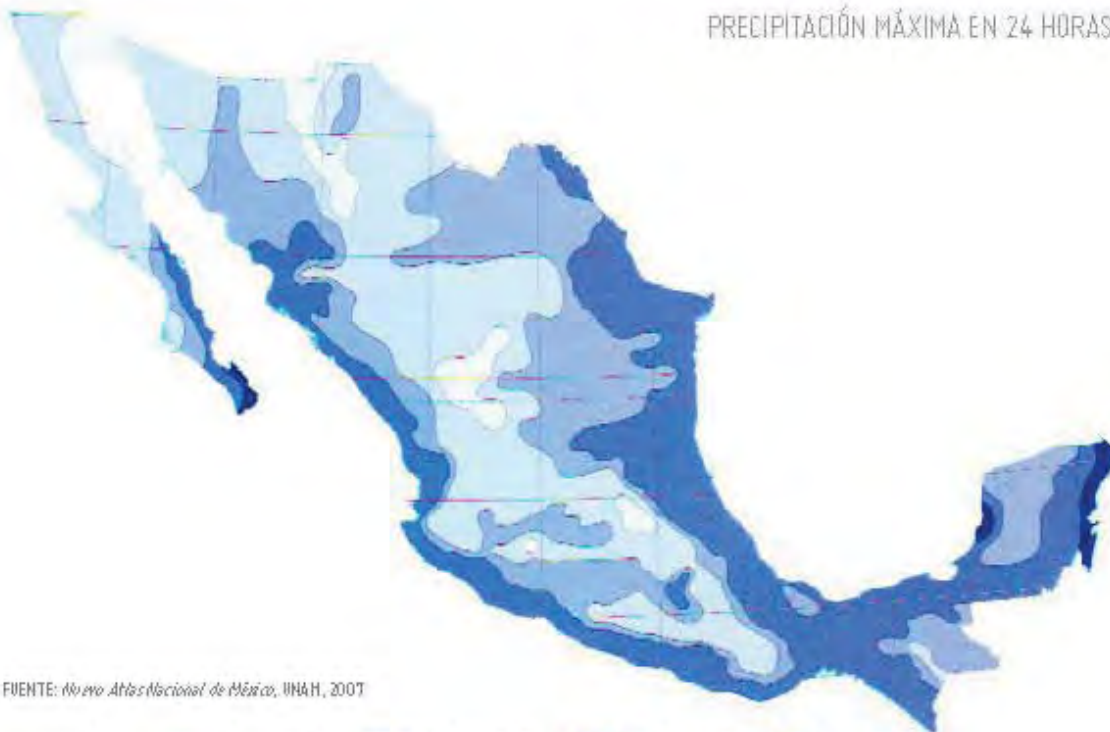 PRECIPITACIÓN MÁXIMA EN 24 HORAS
FUENTE: Nuevo Atlas Nacional de México, UNAM, 2007